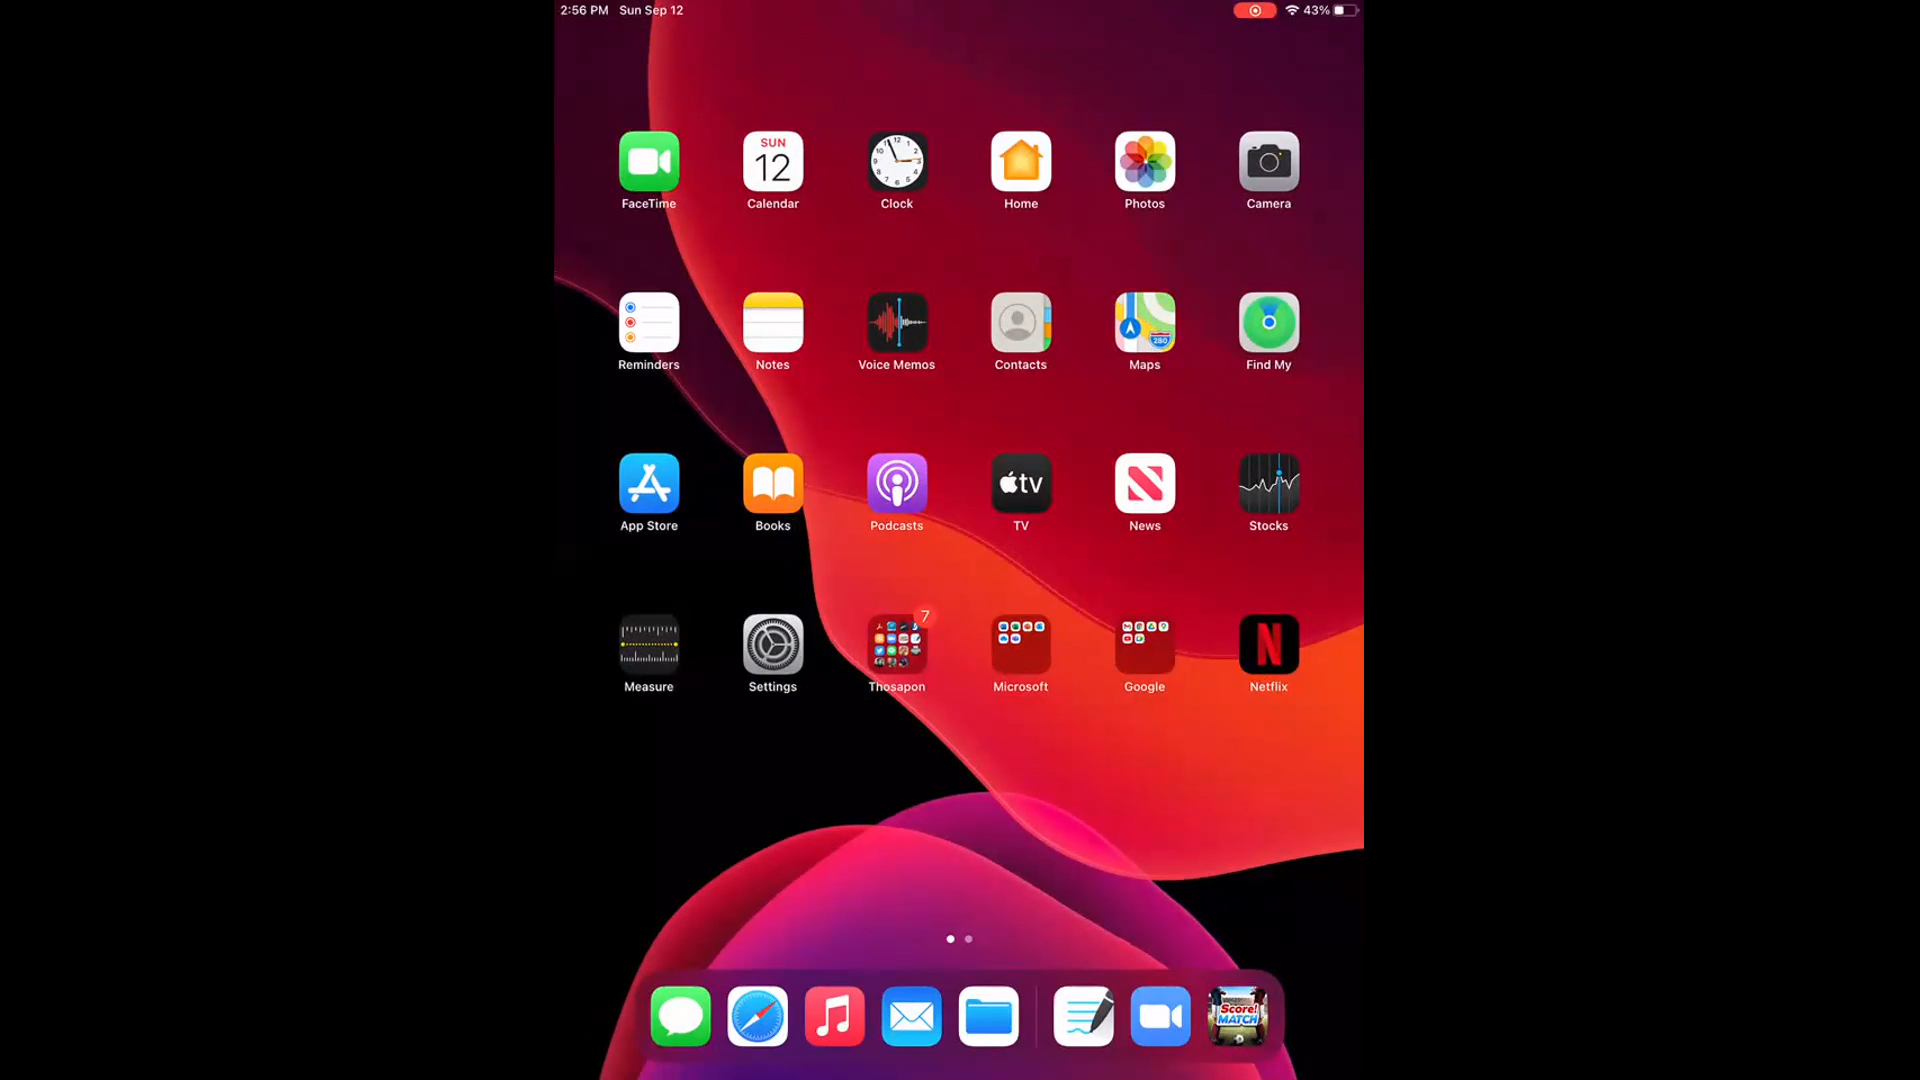 2:56 PM Sun Sep 12
43%
SUN
12
FaceTime Calendar Clock Home Photos Camera
280
Reminders Notes Voice Memos Contacts Maps Find My
tv
App Store Books Podcasts TV News Stocks
7
N
Measure Settings Thosapon Microsoft Google Netflix
Score!
MATCH